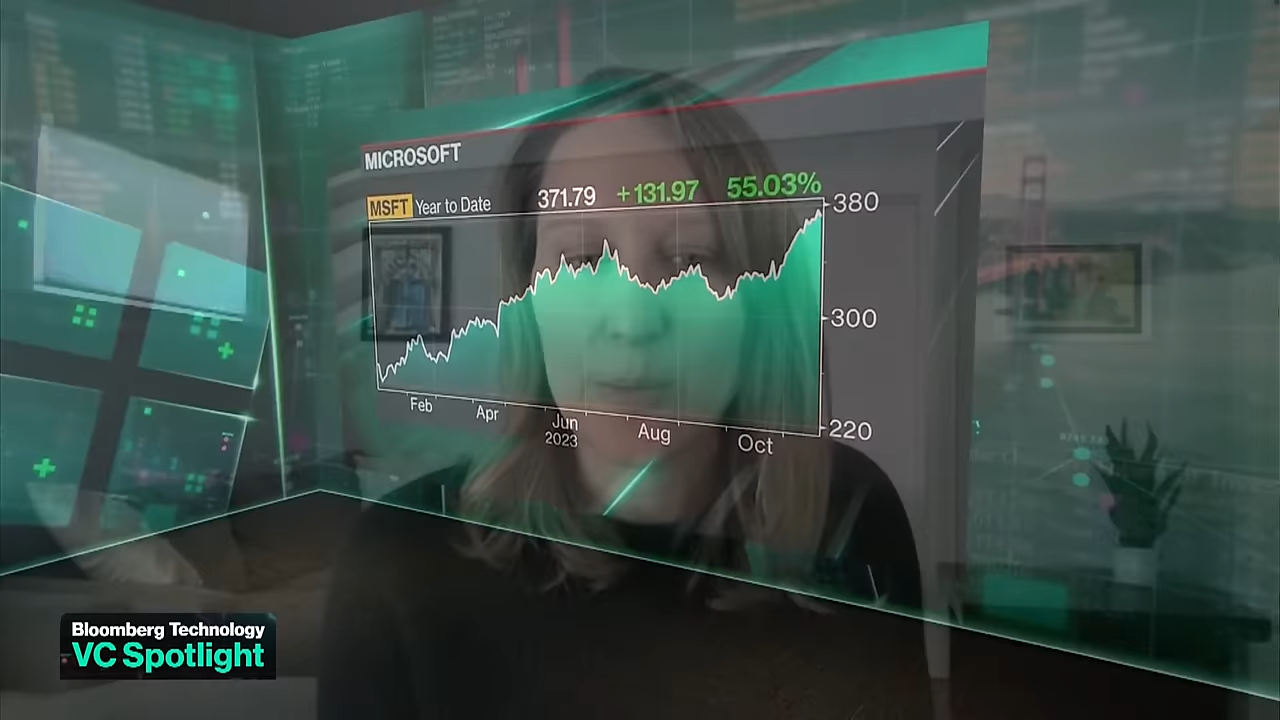 MICROSOFT
MSFT Year to Date 371.79 +131.97 55.03%
380
300
220
Feb Apr Jun Aug Oct
2023
Bloomberg Technology
VC Spotlight